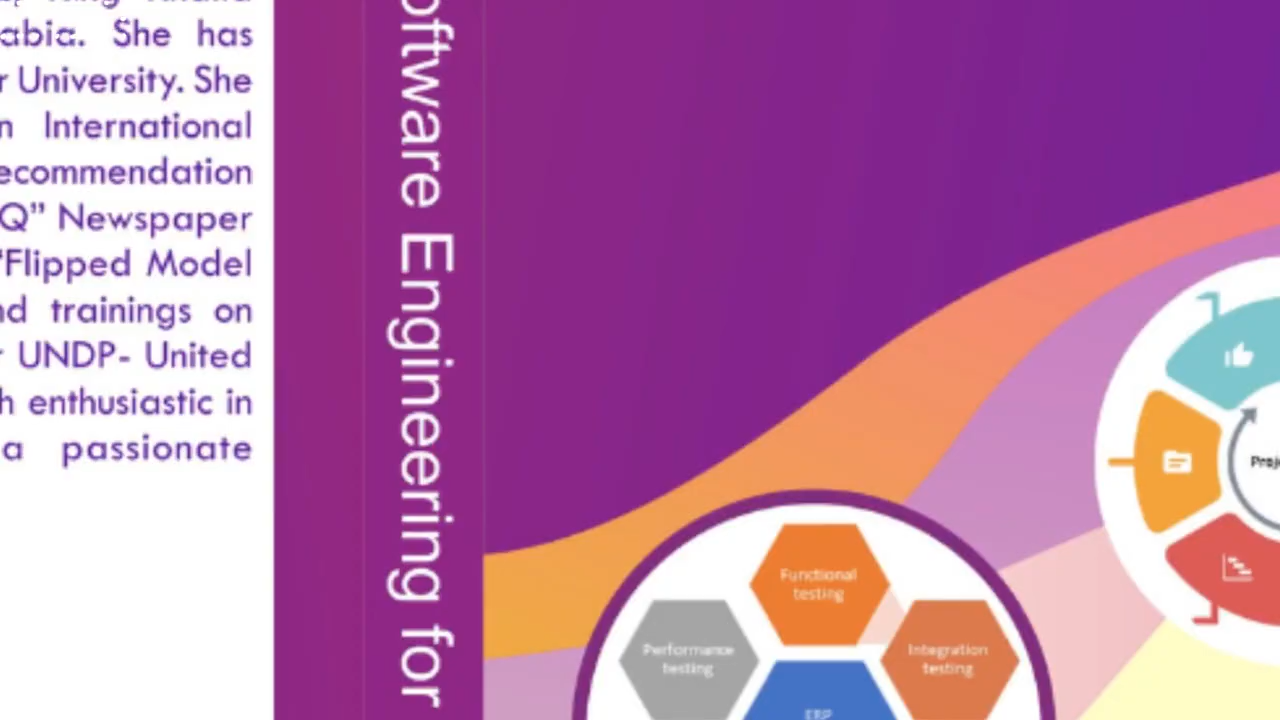 abia. She has
University. She
International
ecommendation
Q" Newspaper
"Flipped Model
nd trainings on
UNDP- United
h enthusiastic in
a passionate
oftware Engineering for
Functional
testing
Performance
testing
Integration
testing
ERP